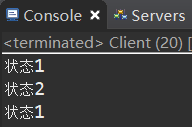 Console Servers
<terminated> Client (20) [
状态1
状态2
状态1